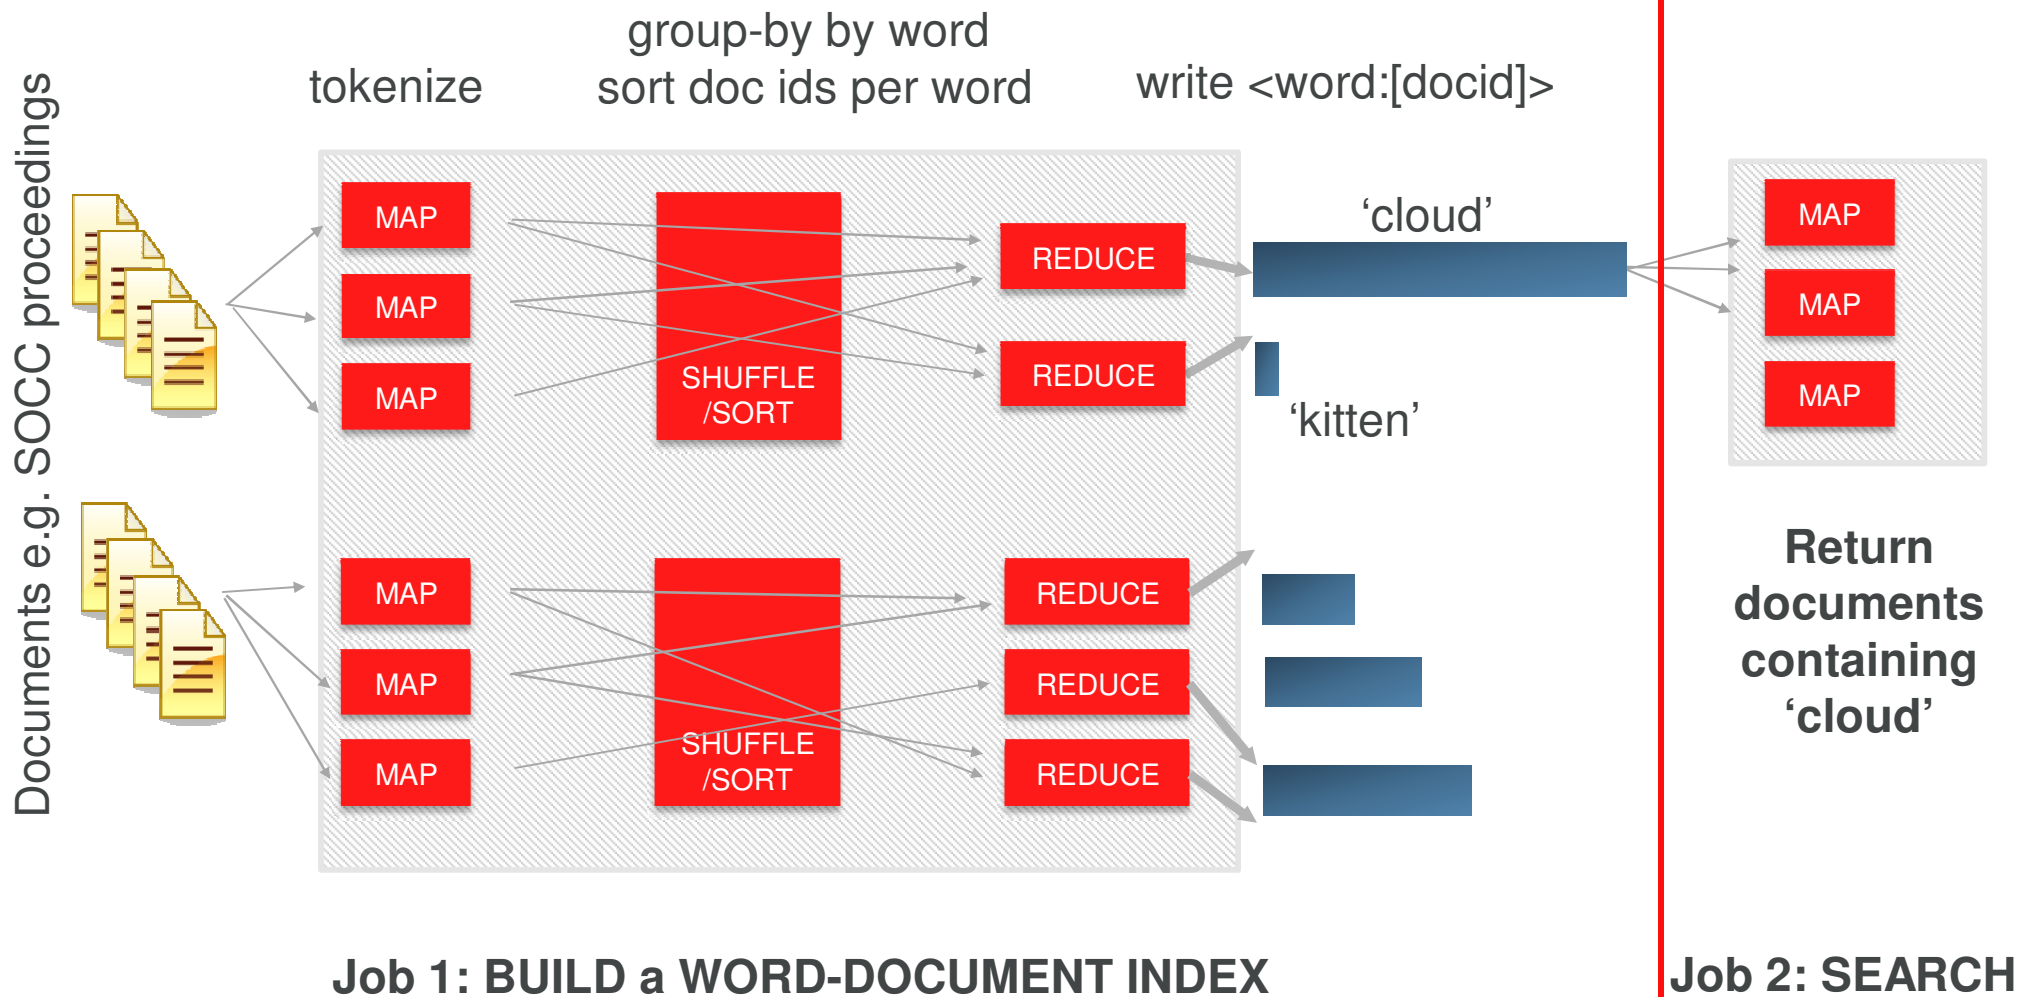 Documents e.g. SOCC proceedings
tokenize
group-by by word
sort doc ids per word
write <word:[docid]>
MAP
MAP
MAP
SHUFFLE
/SORT
REDUCE
REDUCE
‘cloud’
‘kitten’
MAP
MAP
MAP
SHUFFLE
/SORT
REDUCE
REDUCE
REDUCE
Job 1: BUILD a WORD-DOCUMENT INDEX
MAP
MAP
MAP
Return
documents
containing
‘cloud’
Job 2: SEARCH